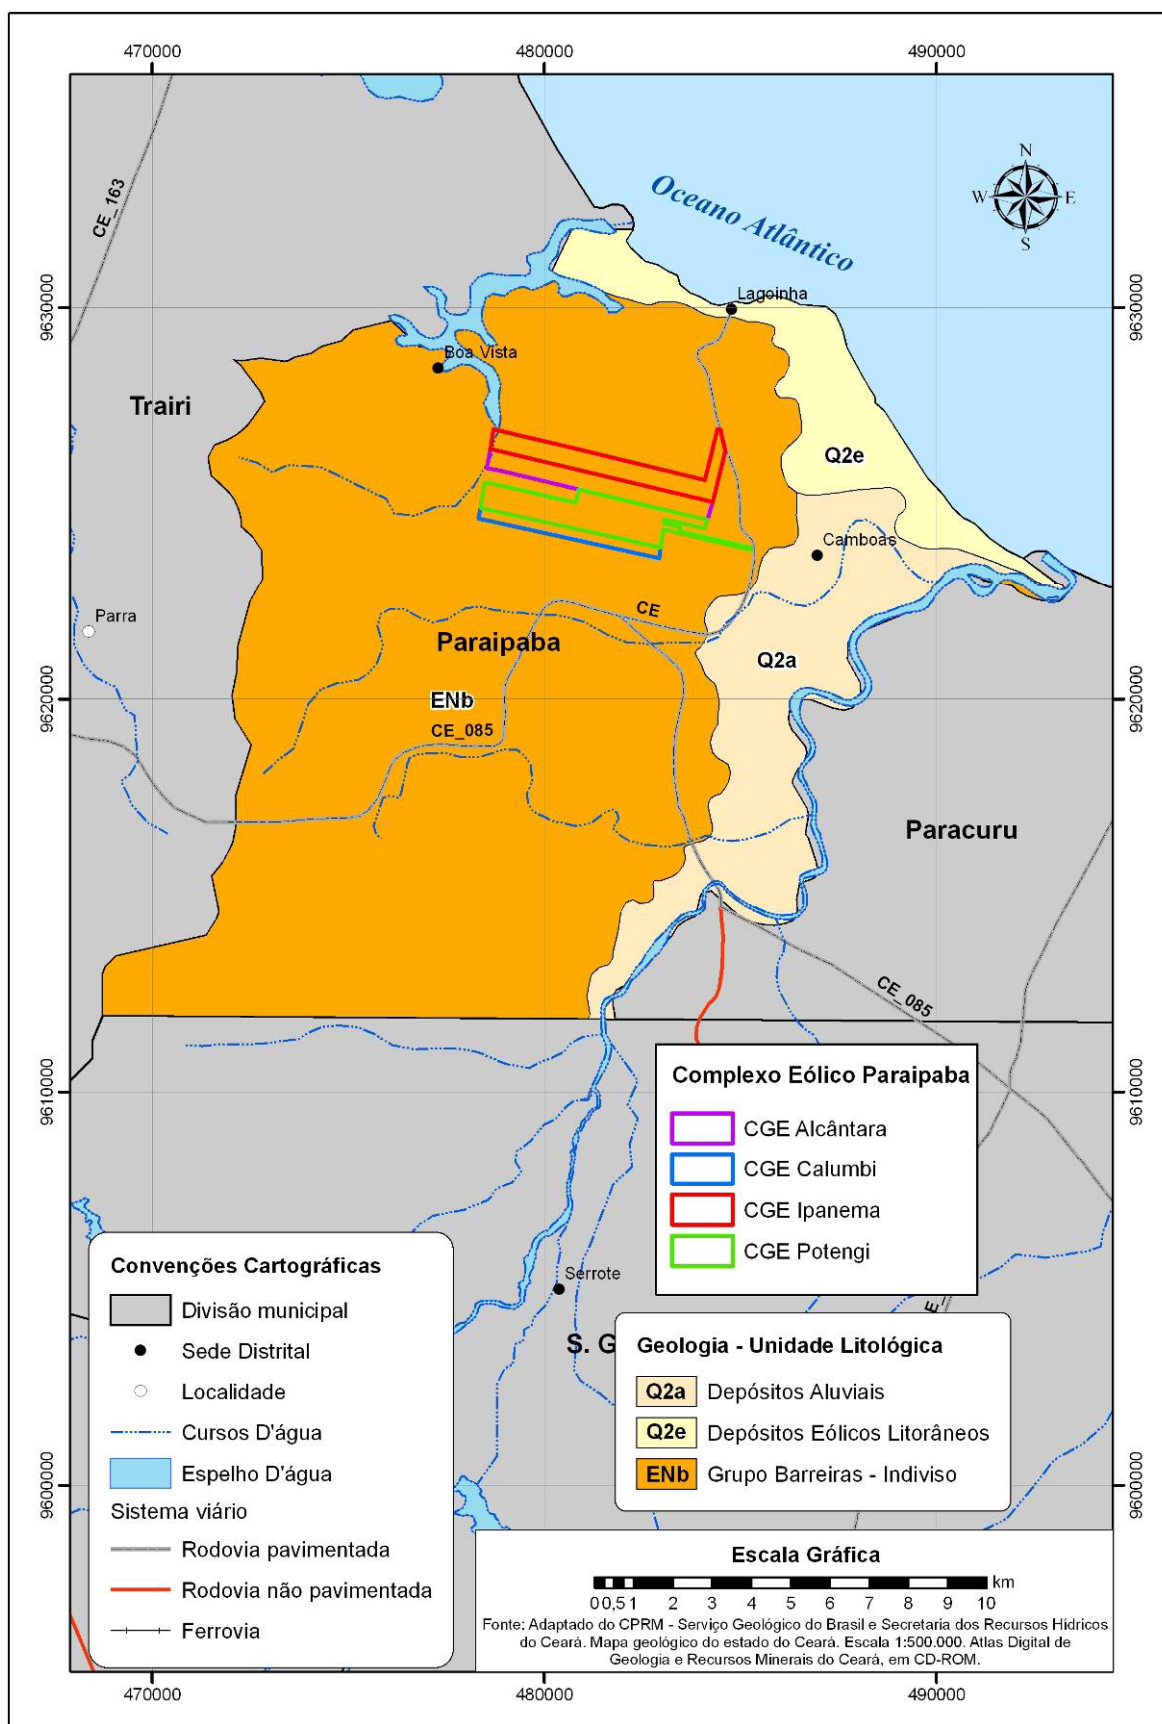 470000
480000
490000
CE_163
Oceano Atlântico
N
W
E
S
9630000
9630000
Lagoinha
Boa Vista
Trairi
Q2e
Camboas
Parra
CE
Paraipaba
Q2a
ENb
9620000
9620000
CE_085
Paracuru
CE_085
9610000
9610000
Complexo Eólico Paraipaba
CGE Alcântara
CGE Calumbi
CGE Ipanema
CGE Potengi
Serrote
S. G
Convenções Cartográficas
Divisão municipal
Sede Distrital
Localidade
Cursos D'água
Espelho D'água
Sistema viário
Rodovia pavimentada
Rodovia não pavimentada
Ferrovia
Geologia - Unidade Litológica
Q2a Depósitos Aluviais
Q2e Depósitos Eólicos Litorâneos
ENb Grupo Barreiras - Indiviso
9600000
9600000
Escala Gráfica
km
0 0,5 1 2 3 4 5 6 7 8 9 10
Fonte: Adaptado do CPRM - Serviço Geológico do Brasil e Secretaria dos Recursos Hídricos
do Ceará. Mapa geológico do estado do Ceará. Escala 1:500.000. Atlas Digital de
Geologia e Recursos Minerais do Ceará, em CD-ROM.
470000
480000
490000